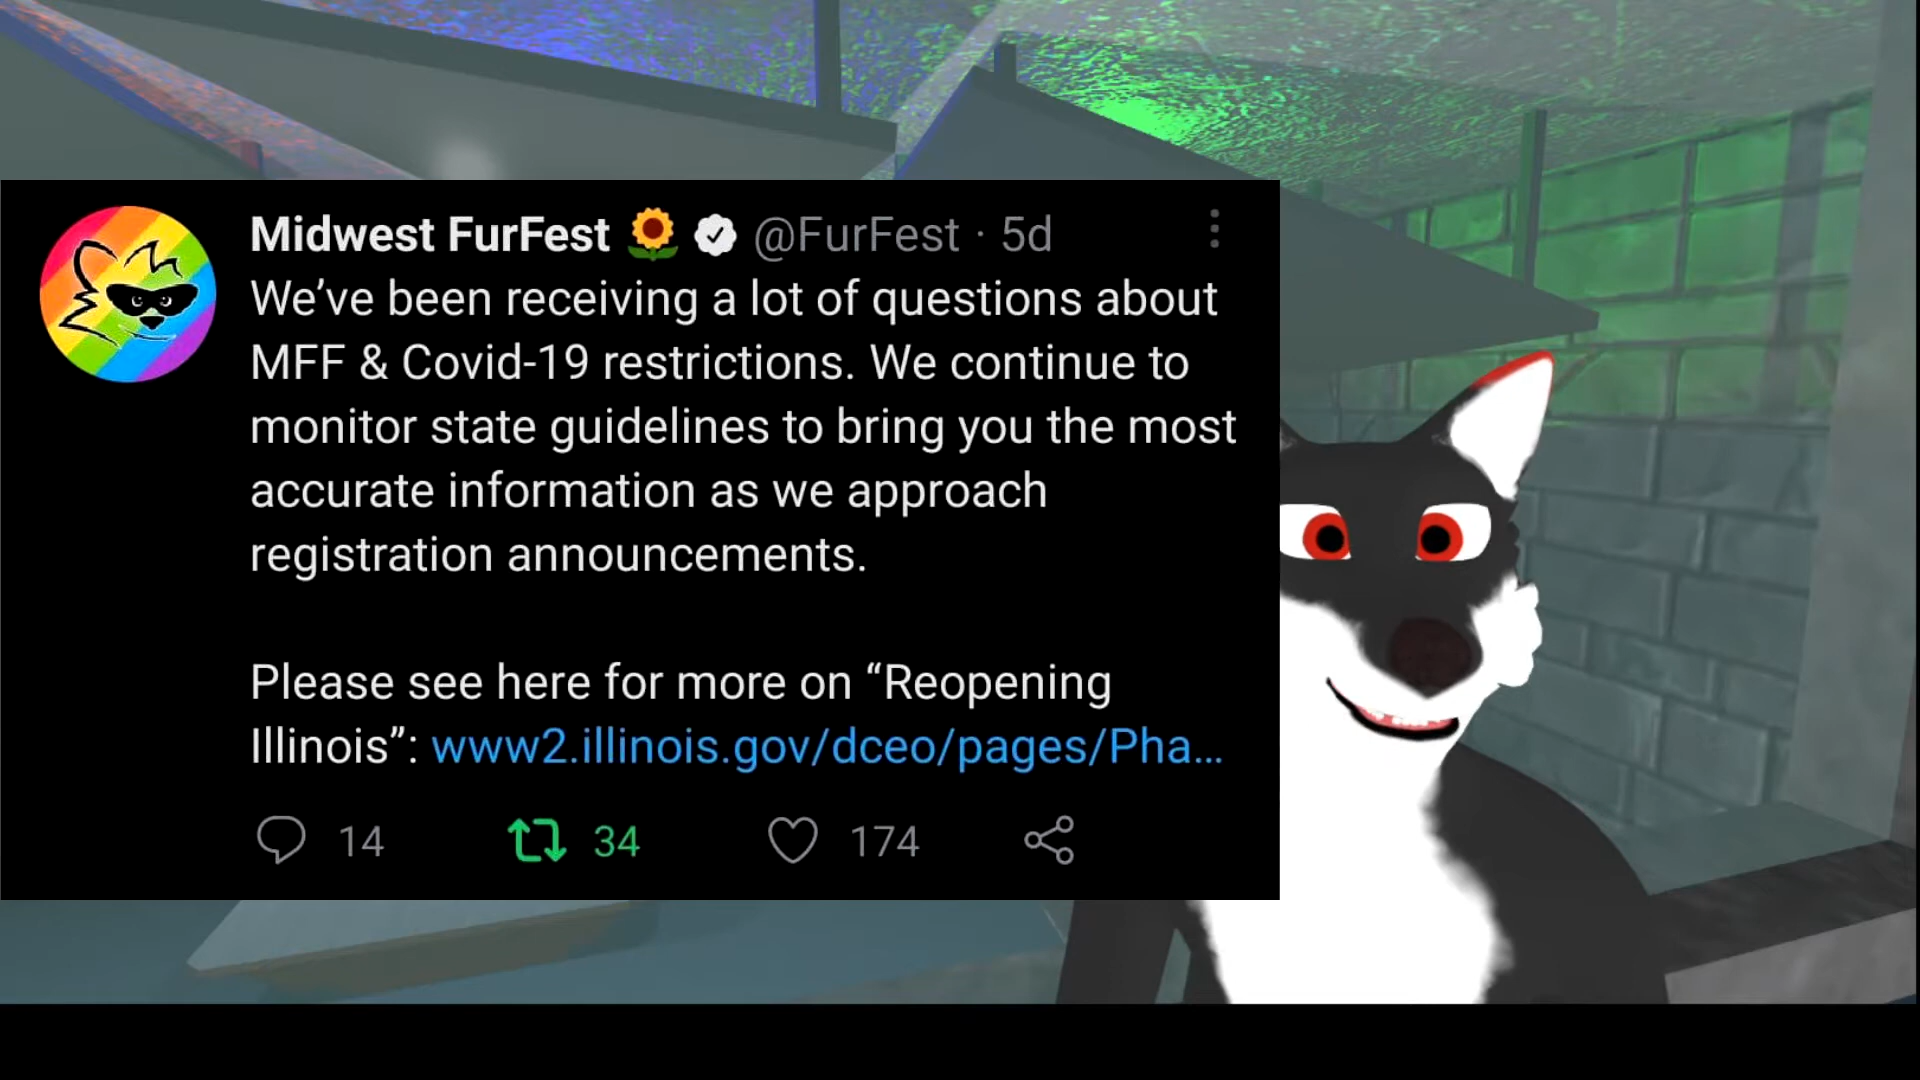 Midwest FurFest 🌻 @FurFest · 5d
We’ve been receiving a lot of questions about
MFF & Covid-19 restrictions. We continue to
monitor state guidelines to bring you the most
accurate information as we approach
registration announcements.
Please see here for more on “Reopening
Illinois”: www2.illinois.gov/dceo/pages/Pha...
14 34 174